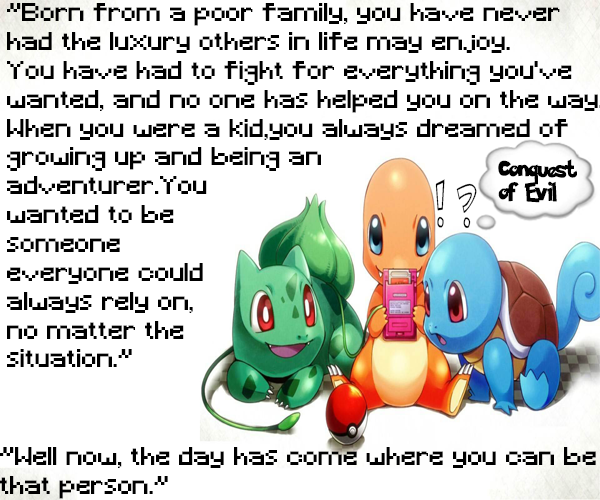 "Born from a poor family, you have never
had the luxury others in life may enjoy.
You have had to fight for everything you've
wanted, and no one has helped you on the way.
When you were a kid,you always dreamed of
growing up and being an
adventurer.You
wanted to be
someone
everyone could
always rely on,
no matter the
situation."
!?
Conquest
of Evil
"Well now, the day has come where you can be
that person."